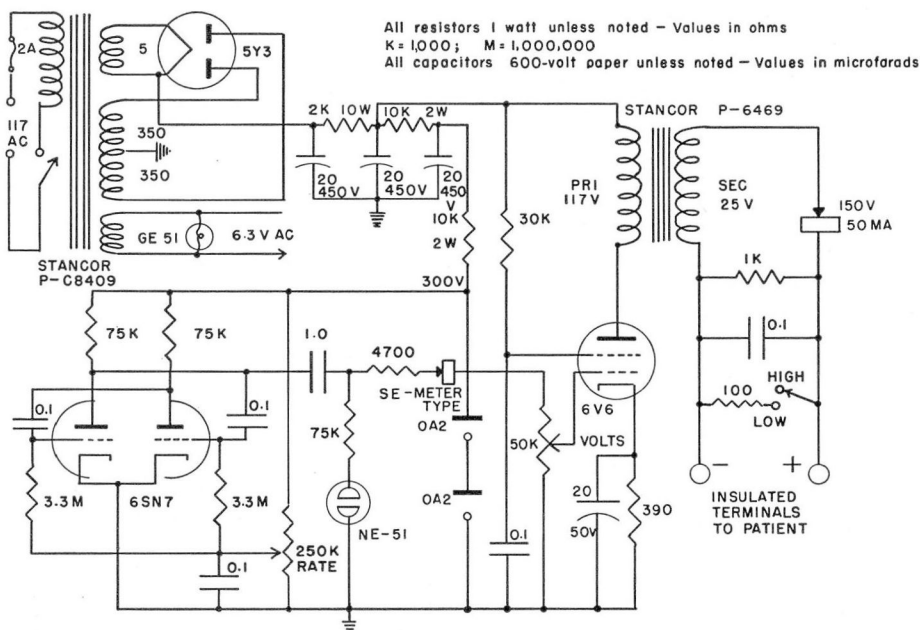 All resistors 1 watt unless noted – Values in ohms
K = 1,000; M = 1,000,000
All capacitors 600-volt paper unless noted – Values in microfarads
2A
5
5Y3
117
AC
350
350
GE 51
6.3 V AC
STANCOR
P-C8409
2K 10W
10K 2W
20
450V
20
450V
20
450
V
10K
2W
300V
30K
STANCOR P-6469
PRI
117V
SEC
25V
150V
50 MA
1K
0.1
100
HIGH
LOW
– +
INSULATED
TERMINALS
TO PATIENT
75K
75K
1.0
4700
SE-METER
TYPE
0.1
0.1
6SN7
3.3M
3.3M
0.1
250K
RATE
75K
NE-51
OA2
OA2
0.1
50K
VOLTS
6V6
20
50V
390